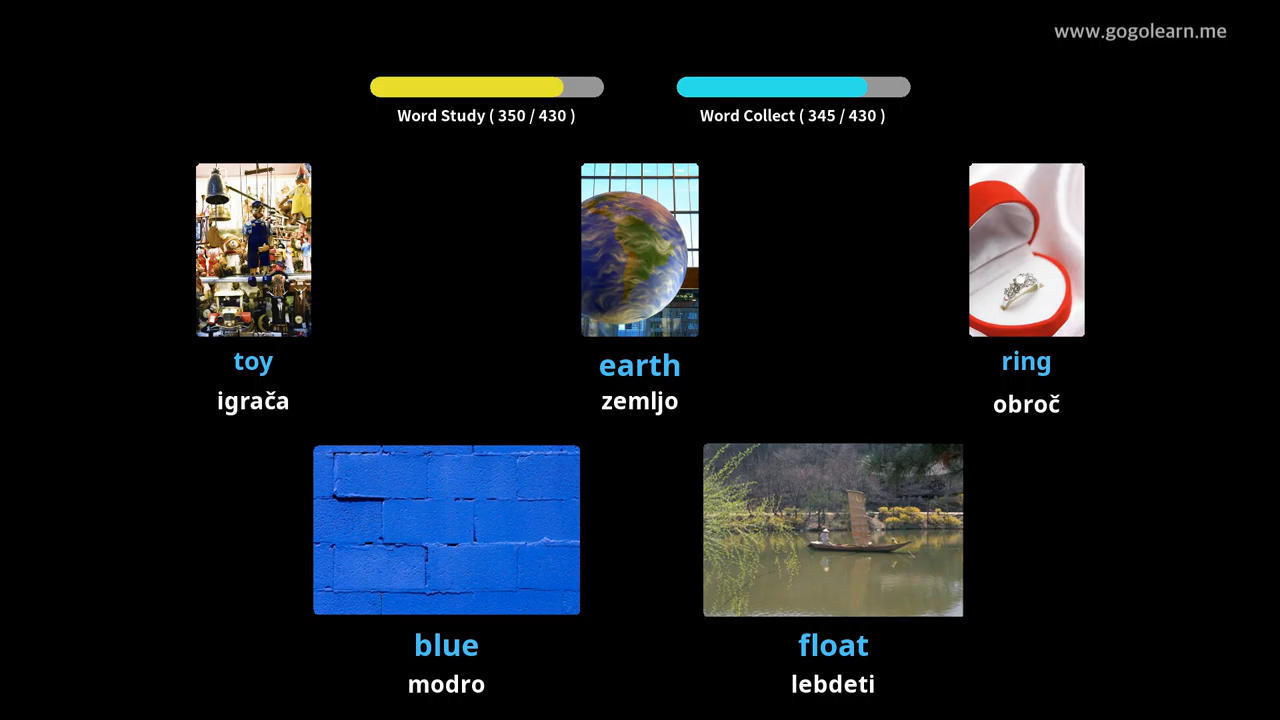 www.gogolearn.me
Word Study ( 350 / 430 )
Word Collect ( 345 / 430 )
toy
earth
ring
igrača
zemljo
obroč
blue
float
modro
lebdeti